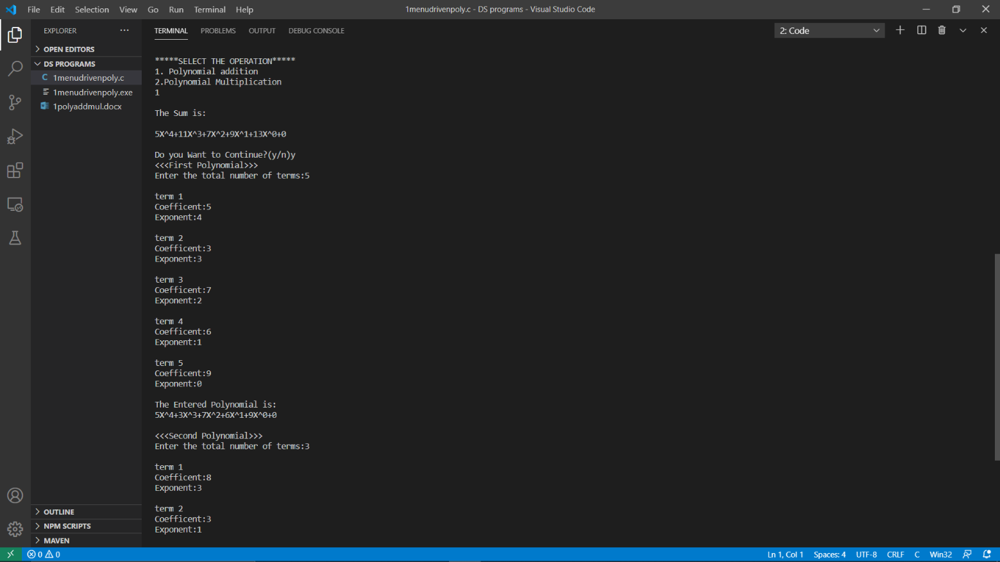 File Edit Selection View Go Run Terminal Help
1menudrivenpoly.c - DS programs - Visual Studio Code
EXPLORER
OPEN EDITORS
DS PROGRAMS
C 1menudrivenpoly.c
1menudrivenpoly.exe
1polyaddmul.docx
OUTLINE
NPM SCRIPTS
MAVEN
TERMINAL PROBLEMS OUTPUT DEBUG CONSOLE
2: Code
*****SELECT THE OPERATION*****
1. Polynomial addition
2.Polynomial Multiplication
1
The Sum is:
5X^4+11X^3+7X^2+9X^1+13X^0+0
Do you Want to Continue?(y/n)y
<<<First Polynomial>>>
Enter the total number of terms:5
term 1
Coefficent:5
Exponent:4
term 2
Coefficent:3
Exponent:3
term 3
Coefficent:7
Exponent:2
term 4
Coefficent:6
Exponent:1
term 5
Coefficent:9
Exponent:0
The Entered Polynomial is:
5X^4+3X^3+7X^2+6X^1+9X^0+0
<<<Second Polynomial>>>
Enter the total number of terms:3
term 1
Coefficent:8
Exponent:3
term 2
Coefficent:3
Exponent:1
0 0
Ln 1, Col 1 Spaces: 4 UTF-8 CRLF C Win32